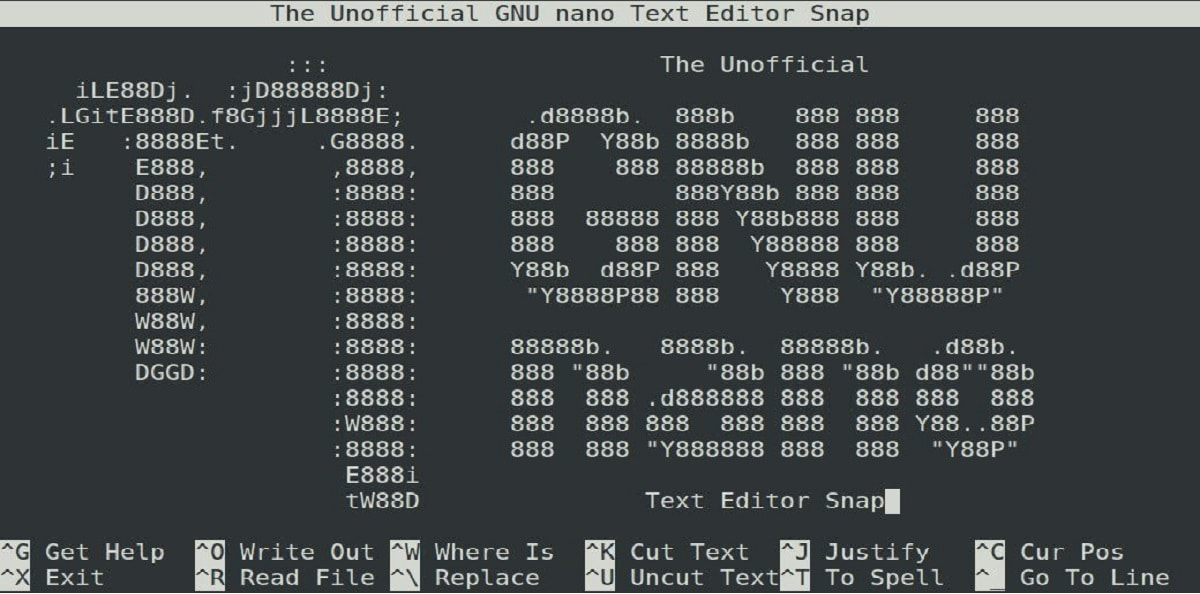 The Unofficial GNU nano Text Editor Snap
                   :::                      The Unofficial
     iLE88Dj.  :jD88888Dj:
   .LGitE888D.f8GjjjL8888E;        .d8888b.  888b    888 888     888
   iE   :8888Et.     .G8888.      d88P  Y88b 8888b   888 888     888
   ;i    E888,        ,8888,      888    888 88888b  888 888     888
         D888,        :8888:      888        888Y88b 888 888     888
         D888,        :8888:      888  88888 888 Y88b888 888     888
         D888,        :8888:      888    888 888  Y88888 888     888
         D888,        :8888:      Y88b  d88P 888   Y8888 Y88b. .d88P
         888W,        :8888:       "Y8888P88 888    Y888  "Y88888P"
         W88W,        :8888:
         W88W:        :8888:      88888b.   8888b.  88888b.   .d88b.
         DGGD:        :8888:      888 "88b     "88b 888 "88b d88""88b
                      :8888:      888  888 .d888888 888  888 888  888
                      :W888:      888  888 888  888 888  888 Y88..88P
                      :8888:      888  888 "Y888888 888  888  "Y88P"
                       E888i
                       tW88D               Text Editor Snap
^G Get Help  ^O Write Out ^W Where Is  ^K Cut Text  ^J Justify   ^C Cur Pos
^X Exit      ^R Read File ^\ Replace   ^U Uncut Text^T To Spell  ^_ Go To Line